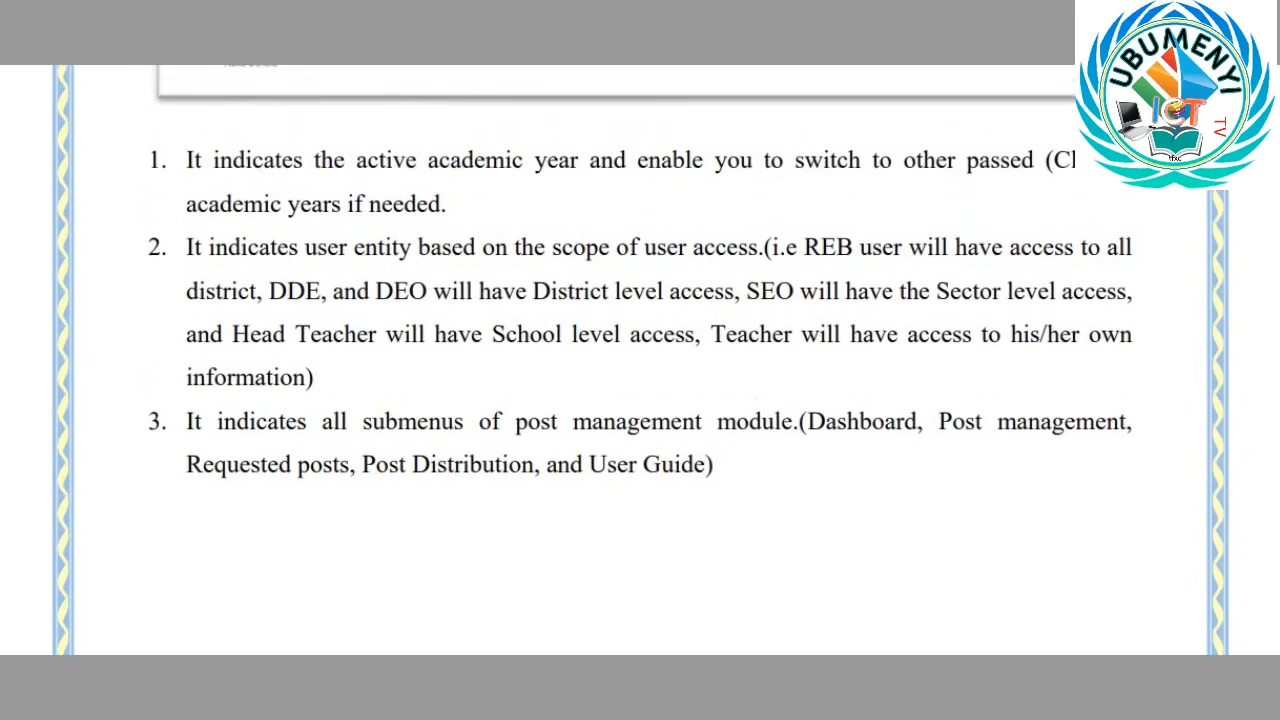 UBUMENYI
ICT
TV
1. It indicates the active academic year and enable you to switch to other passed
academic years if needed.
2. It indicates user entity based on the scope of user access.(i.e REB user will have access to all
district, DDE, and DEO will have District level access, SEO will have the Sector level access,
and Head Teacher will have School level access, Teacher will have access to his/her own
information)
3. It indicates all submenus of post management module.(Dashboard, Post management,
Requested posts, Post Distribution, and User Guide)